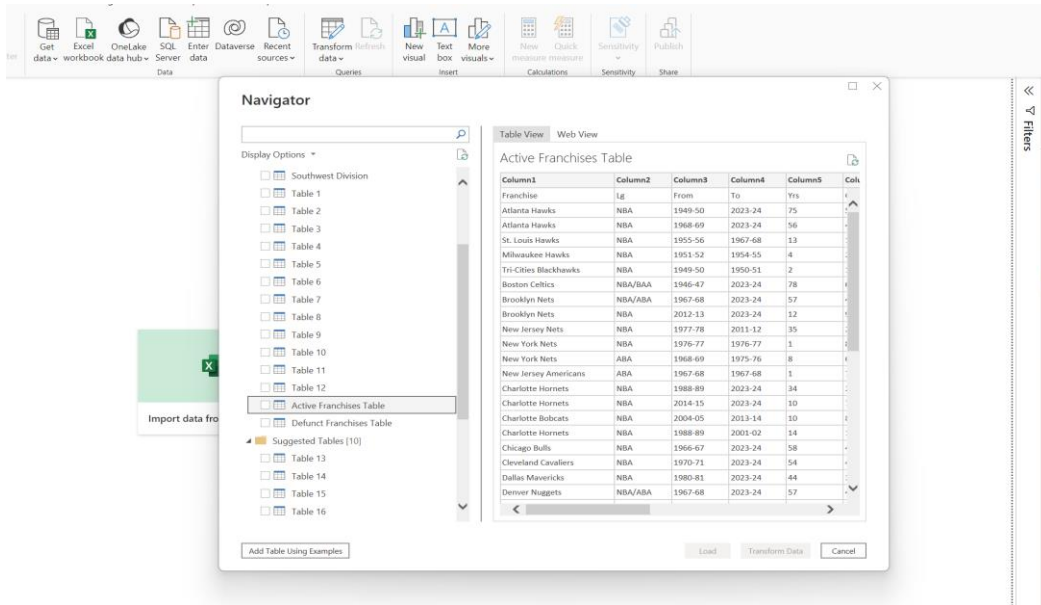 Get data
Excel workbook
OneLake data hub
SQL Server
Enter data
Dataverse
Recent sources
Transform data
Refresh
New visual
Text box
More visuals
New measure
Quick measure
Sensitivity
Publish
Data
Queries
Insert
Calculations
Sensitivity
Share
Filters
Import data fro
Navigator
Display Options
Southwest Division
Table 1
Table 2
Table 3
Table 4
Table 5
Table 6
Table 7
Table 8
Table 9
Table 10
Table 11
Table 12
Active Franchises Table
Defunct Franchises Table
Suggested Tables [10]
Table 13
Table 14
Table 15
Table 16
Table View Web View
Active Franchises Table
Column1 Column2 Column3 Column4 Column5 Colu
Franchise Lg From To Yrs
Atlanta Hawks NBA 1949-50 2023-24 75
Atlanta Hawks NBA 1968-69 2023-24 56
St. Louis Hawks NBA 1955-56 1967-68 13
Milwaukee Hawks NBA 1951-52 1954-55 4
Tri-Cities Blackhawks NBA 1949-50 1950-51 2
Boston Celtics NBA/BAA 1946-47 2023-24 78
Brooklyn Nets NBA/ABA 1967-68 2023-24 57
Brooklyn Nets NBA 2012-13 2023-24 12
New Jersey Nets NBA 1977-78 2011-12 35
New York Nets NBA 1976-77 1976-77 1
New York Nets ABA 1968-69 1975-76 8
New Jersey Americans ABA 1967-68 1967-68 1
Charlotte Hornets NBA 1988-89 2023-24 34
Charlotte Hornets NBA 2014-15 2023-24 10
Charlotte Bobcats NBA 2004-05 2013-14 10
Charlotte Hornets NBA 1988-89 2001-02 14
Chicago Bulls NBA 1966-67 2023-24 58
Cleveland Cavaliers NBA 1970-71 2023-24 54
Dallas Mavericks NBA 1980-81 2023-24 44
Denver Nuggets NBA/ABA 1967-68 2023-24 57
Add Table Using Examples
Load
Transform Data
Cancel